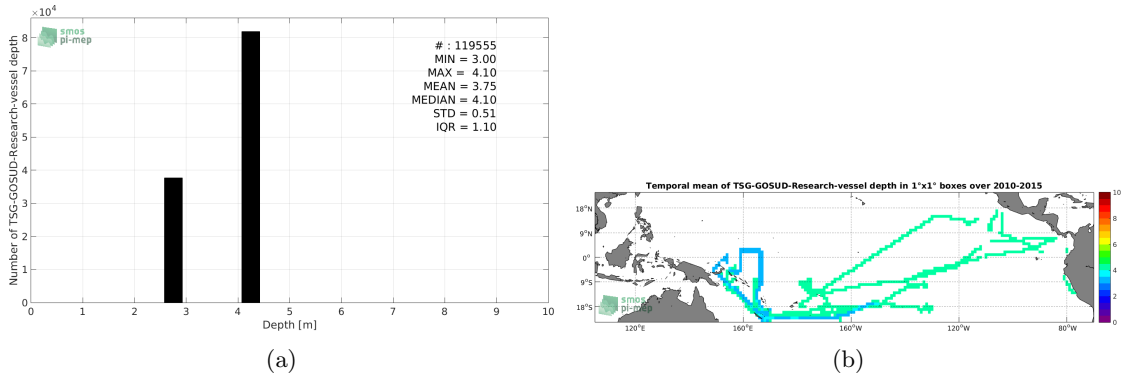 ×10⁴
smos
pi-mep
# : 119555
MIN = 3.00
MAX = 4.10
MEAN = 3.75
MEDIAN = 4.10
STD = 0.51
IQR = 1.10
Number of TSG-GOSUD-Research-vessel depth
8
7
6
5
4
3
2
1
0
0 1 2 3 4 5 6 7 8 9 10
Depth [m]
(a)
Temporal mean of TSG-GOSUD-Research-vessel depth in 1°x1° boxes over 2010-2015
18°N
9°N
0°
9°S
18°S
smos
pi-mep
120°E 160°E 160°W 120°W 80°W
10
8
6
4
2
0
(b)